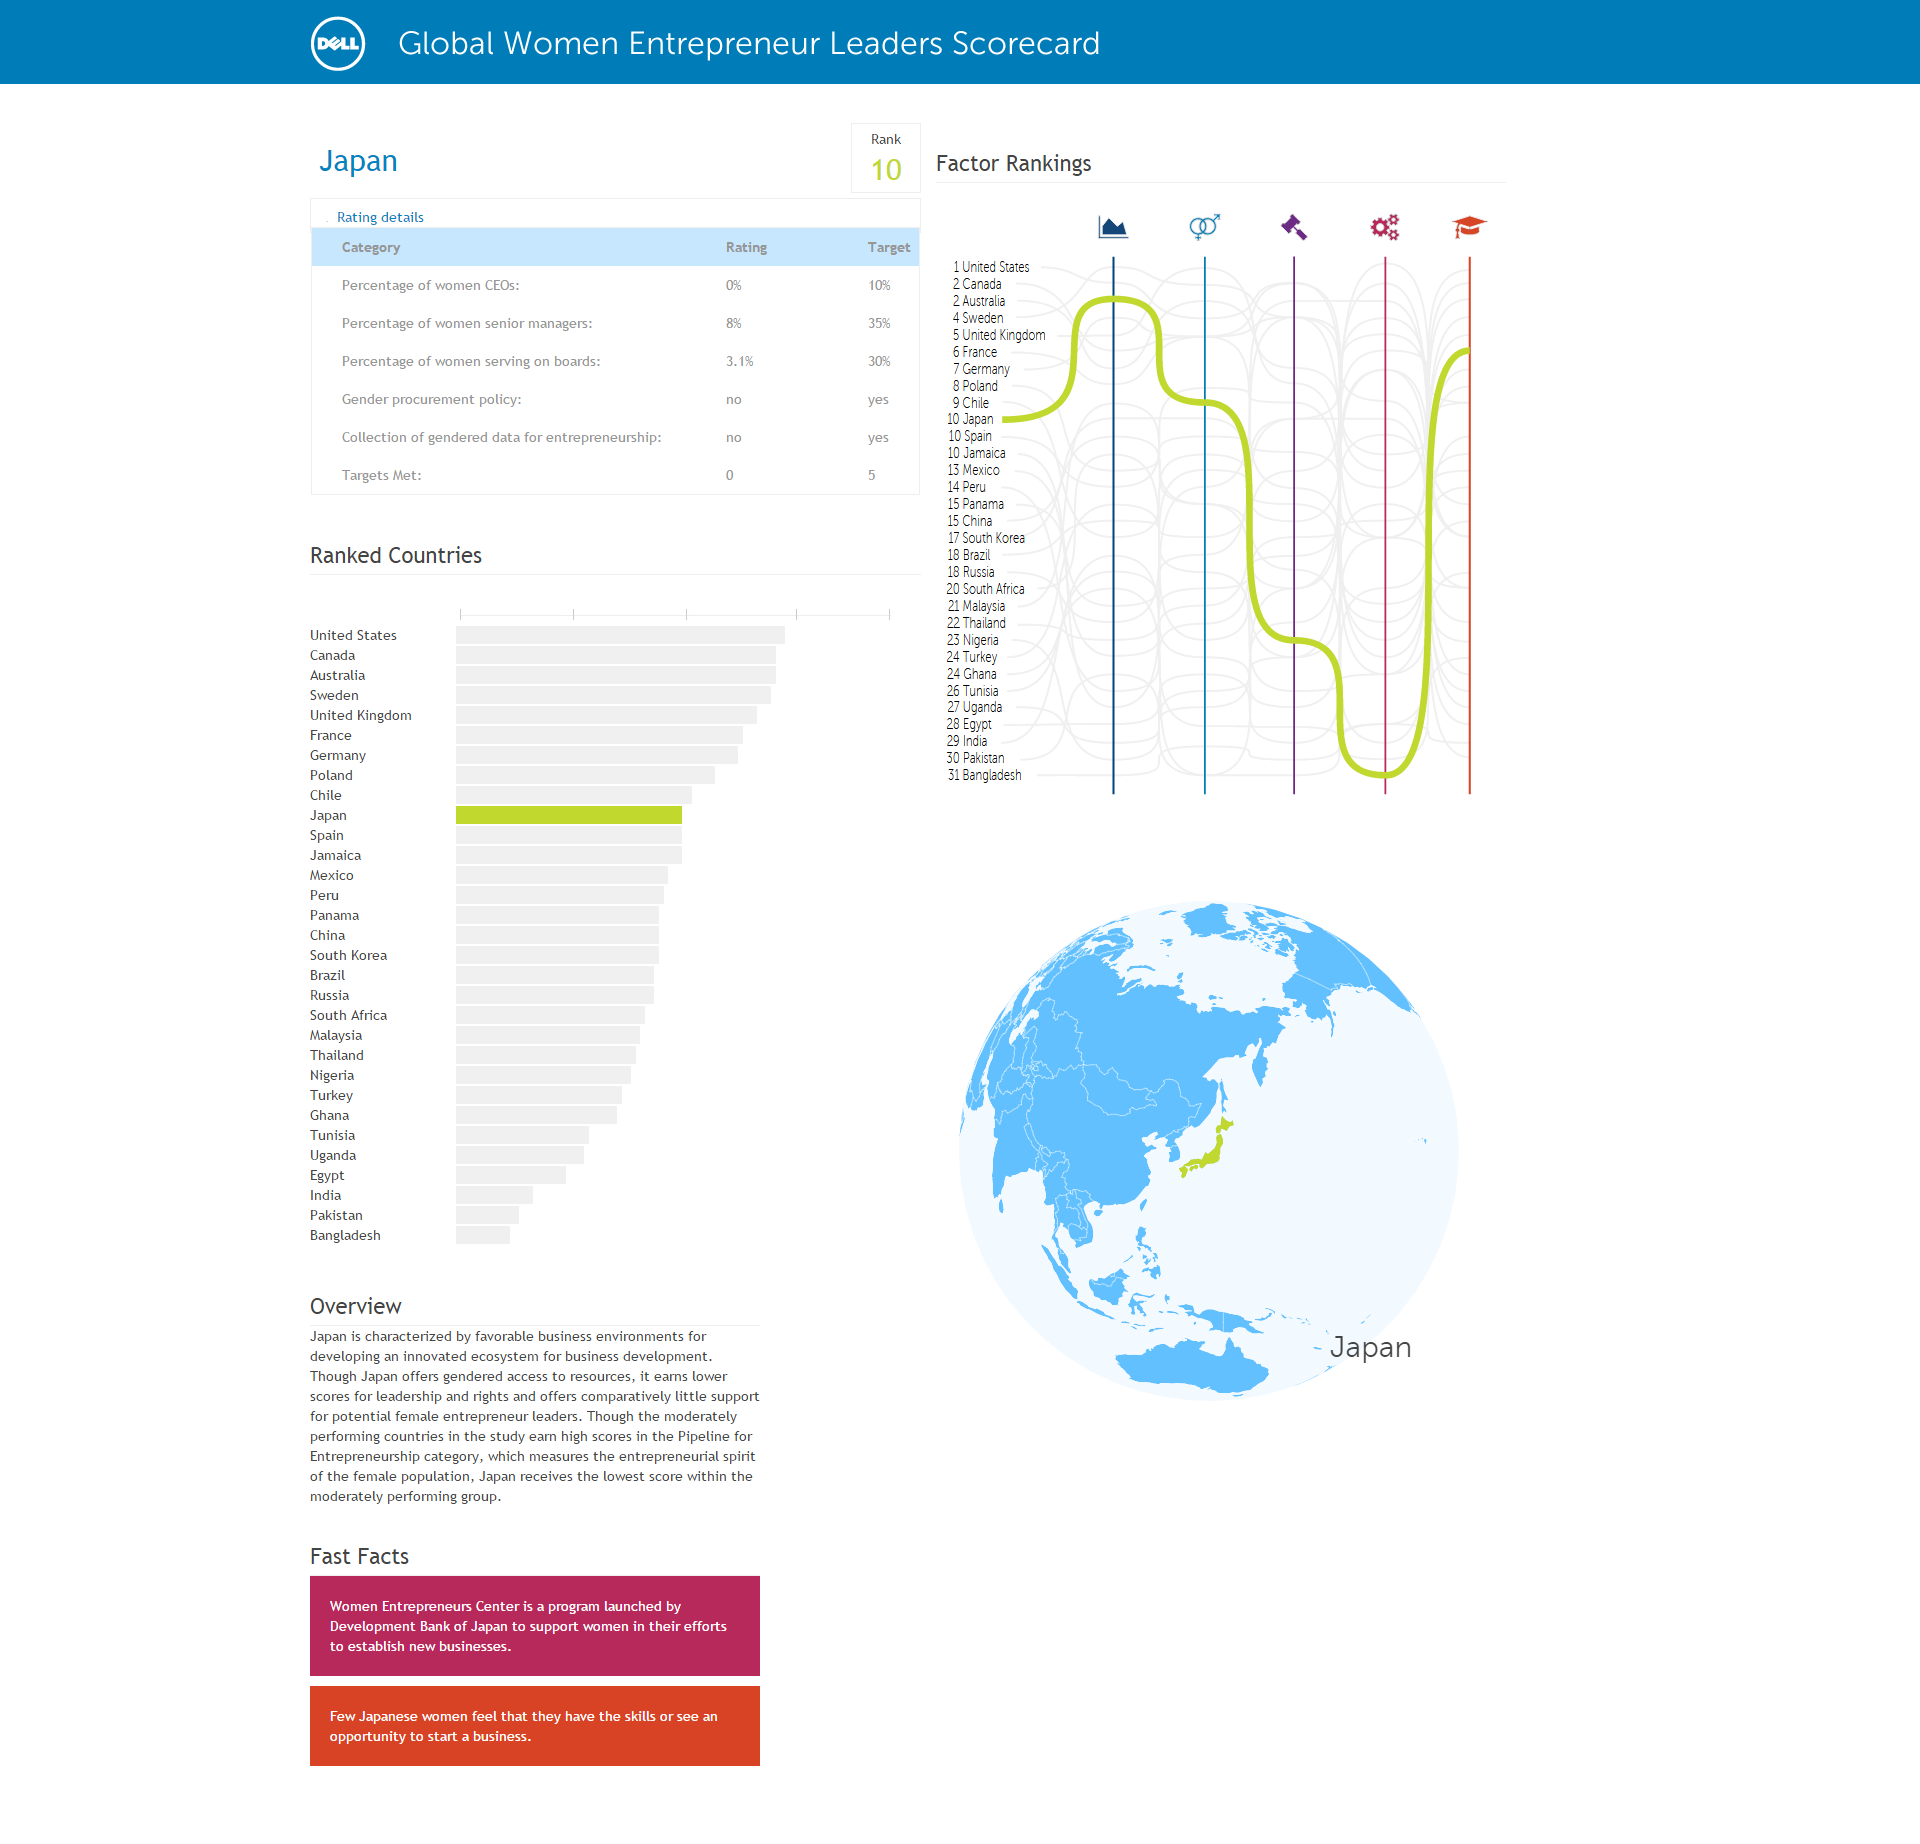 DELL
Global Women Entrepreneur Leaders Scorecard
Japan
Rank
10
Rating details
Category Rating Target
Percentage of women CEOs: 0% 10%
Percentage of women senior managers: 8% 35%
Percentage of women serving on boards: 3.1% 30%
Gender procurement policy: no yes
Collection of gendered data for entrepreneurship: no yes
Targets Met: 0 5
Ranked Countries
United States
Canada
Australia
Sweden
United Kingdom
France
Germany
Poland
Chile
Japan
Spain
Jamaica
Mexico
Peru
Panama
China
South Korea
Brazil
Russia
South Africa
Malaysia
Thailand
Nigeria
Turkey
Ghana
Tunisia
Uganda
Egypt
India
Pakistan
Bangladesh
Overview
Japan is characterized by favorable business environments for
developing an innovated ecosystem for business development.
Though Japan offers gendered access to resources, it earns lower
scores for leadership and rights and offers comparatively little support
for potential female entrepreneur leaders. Though the moderately
performing countries in the study earn high scores in the Pipeline for
Entrepreneurship category, which measures the entrepreneurial spirit
of the female population, Japan receives the lowest score within the
moderately performing group.
Fast Facts
Women Entrepreneurs Center is a program launched by
Development Bank of Japan to support women in their efforts
to establish new businesses.
Few Japanese women feel that they have the skills or see an
opportunity to start a business.
Factor Rankings
1 United States
2 Canada
2 Australia
4 Sweden
5 United Kingdom
6 France
7 Germany
8 Poland
9 Chile
10 Japan
10 Spain
10 Jamaica
13 Mexico
14 Peru
15 Panama
15 China
17 South Korea
18 Brazil
18 Russia
20 South Africa
21 Malaysia
22 Thailand
23 Nigeria
24 Turkey
24 Ghana
26 Tunisia
27 Uganda
28 Egypt
29 India
30 Pakistan
31 Bangladesh
Japan